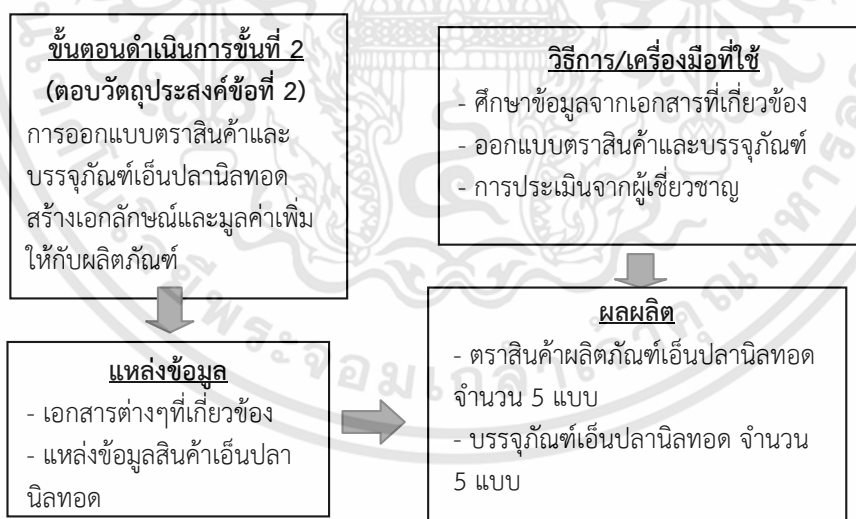 ขั้นตอนดำเนินการขั้นที่ 2
(ตอบวัตถุประสงค์ข้อที่ 2)
การออกแบบตราสินค้าและ
บรรจุภัณฑ์เอ็นปลานิลทอด
สร้างเอกลักษณ์และมูลค่าเพิ่ม
ให้กับผลิตภัณฑ์
วิธีการ/เครื่องมือที่ใช้
- ศึกษาข้อมูลจากเอกสารที่เกี่ยวข้อง
- ออกแบบตราสินค้าและบรรจุภัณฑ์
- การประเมินจากผู้เชี่ยวชาญ
แหล่งข้อมูล
- เอกสารต่างๆที่เกี่ยวข้อง
- แหล่งข้อมูลสินค้าเอ็นปลา
นิลทอด
ผลผลิต
- ตราสินค้าผลิตภัณฑ์เอ็นปลานิลทอด
จำนวน 5 แบบ
- บรรจุภัณฑ์เอ็นปลานิลทอด จำนวน
5 แบบ